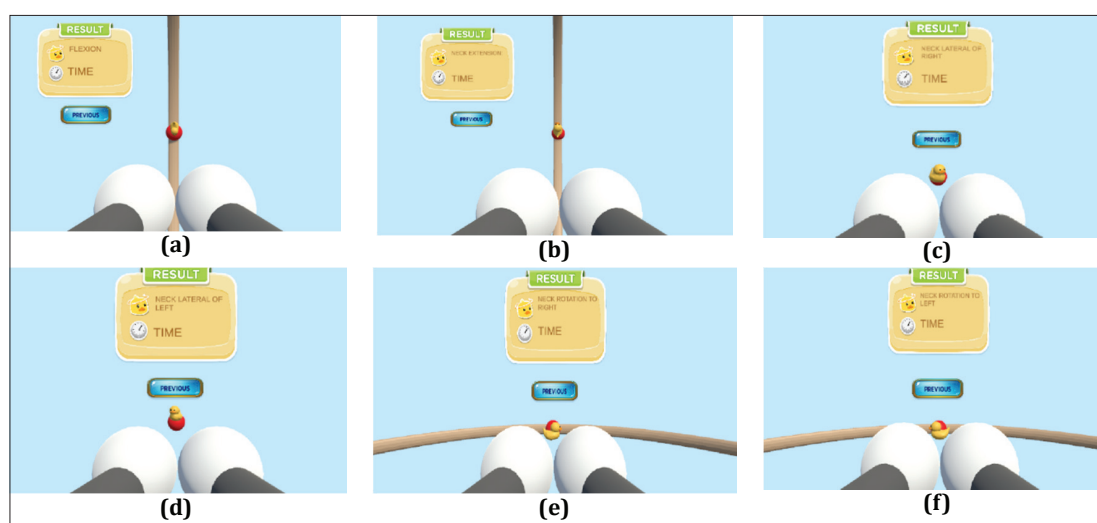 RESULT
FLEXION
TIME
PREVIOUS
(a)
RESULT
NECK EXTENSION
TIME
PREVIOUS
(b)
RESULT
NECK LATERAL OF
RIGHT
TIME
PREVIOUS
(c)
RESULT
NECK LATERAL OF
LEFT
TIME
PREVIOUS
(d)
RESULT
NECK ROTATION TO
RIGHT
TIME
PREVIOUS
(e)
RESULT
NECK ROTATION TO
LEFT
TIME
PREVIOUS
(f)